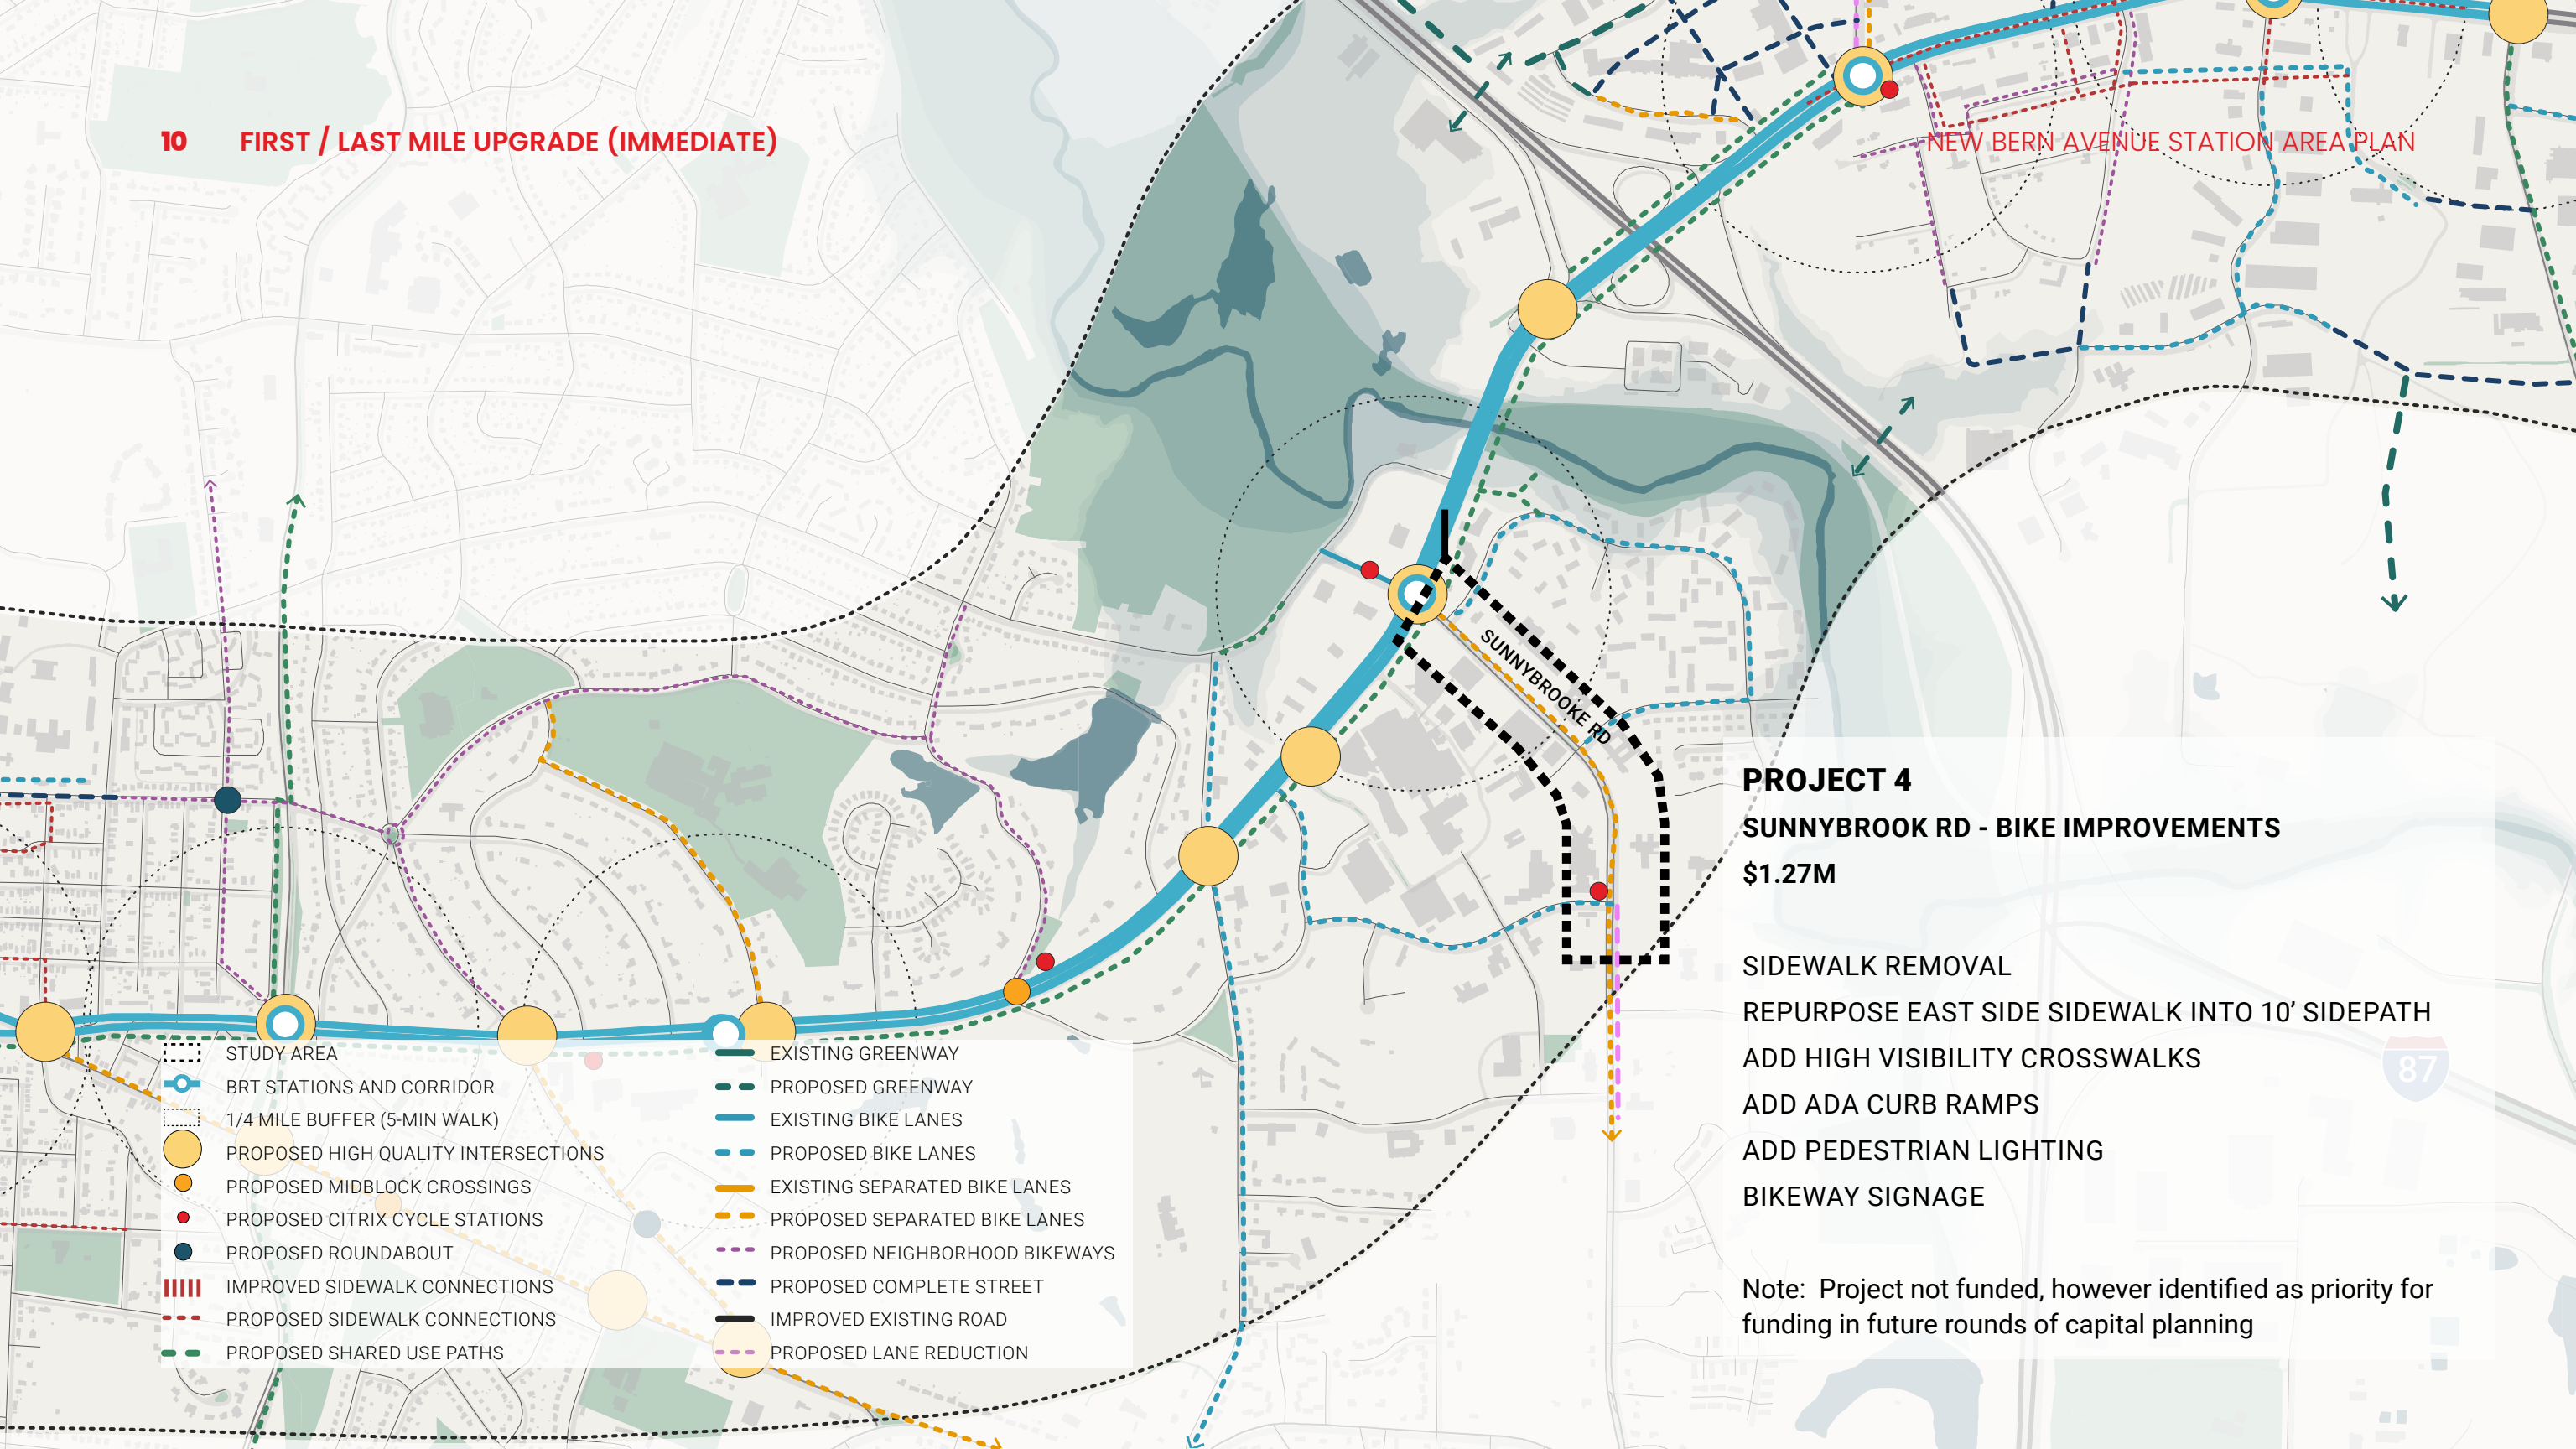 10 FIRST / LAST MILE UPGRADE (IMMEDIATE)
NEW BERN AVENUE STATION AREA PLAN
SUNNYBROOKE RD
PROJECT 4
SUNNYBROOK RD - BIKE IMPROVEMENTS
$1.27M
SIDEWALK REMOVAL
REPURPOSE EAST SIDE SIDEWALK INTO 10’ SIDEPATH
ADD HIGH VISIBILITY CROSSWALKS
ADD ADA CURB RAMPS
ADD PEDESTRIAN LIGHTING
BIKEWAY SIGNAGE
Note:  Project not funded, however identified as priority for
funding in future rounds of capital planning
87
STUDY AREA
BRT STATIONS AND CORRIDOR
1/4 MILE BUFFER (5-MIN WALK)
PROPOSED HIGH QUALITY INTERSECTIONS
PROPOSED MIDBLOCK CROSSINGS
PROPOSED CITRIX CYCLE STATIONS
PROPOSED ROUNDABOUT
IMPROVED SIDEWALK CONNECTIONS
PROPOSED SIDEWALK CONNECTIONS
PROPOSED SHARED USE PATHS
EXISTING GREENWAY
PROPOSED GREENWAY
EXISTING BIKE LANES
PROPOSED BIKE LANES
EXISTING SEPARATED BIKE LANES
PROPOSED SEPARATED BIKE LANES
PROPOSED NEIGHBORHOOD BIKEWAYS
PROPOSED COMPLETE STREET
IMPROVED EXISTING ROAD
PROPOSED LANE REDUCTION